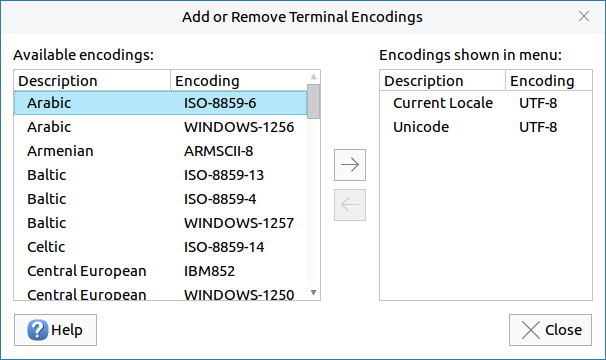 Add or Remove Terminal Encodings
Available encodings:
Description Encoding
Arabic ISO-8859-6
Arabic WINDOWS-1256
Armenian ARMSCII-8
Baltic ISO-8859-13
Baltic ISO-8859-4
Baltic WINDOWS-1257
Celtic ISO-8859-14
Central European IBM852
Central European WINDOWS-1250
Encodings shown in menu:
Description Encoding
Current Locale UTF-8
Unicode UTF-8
Help
Close